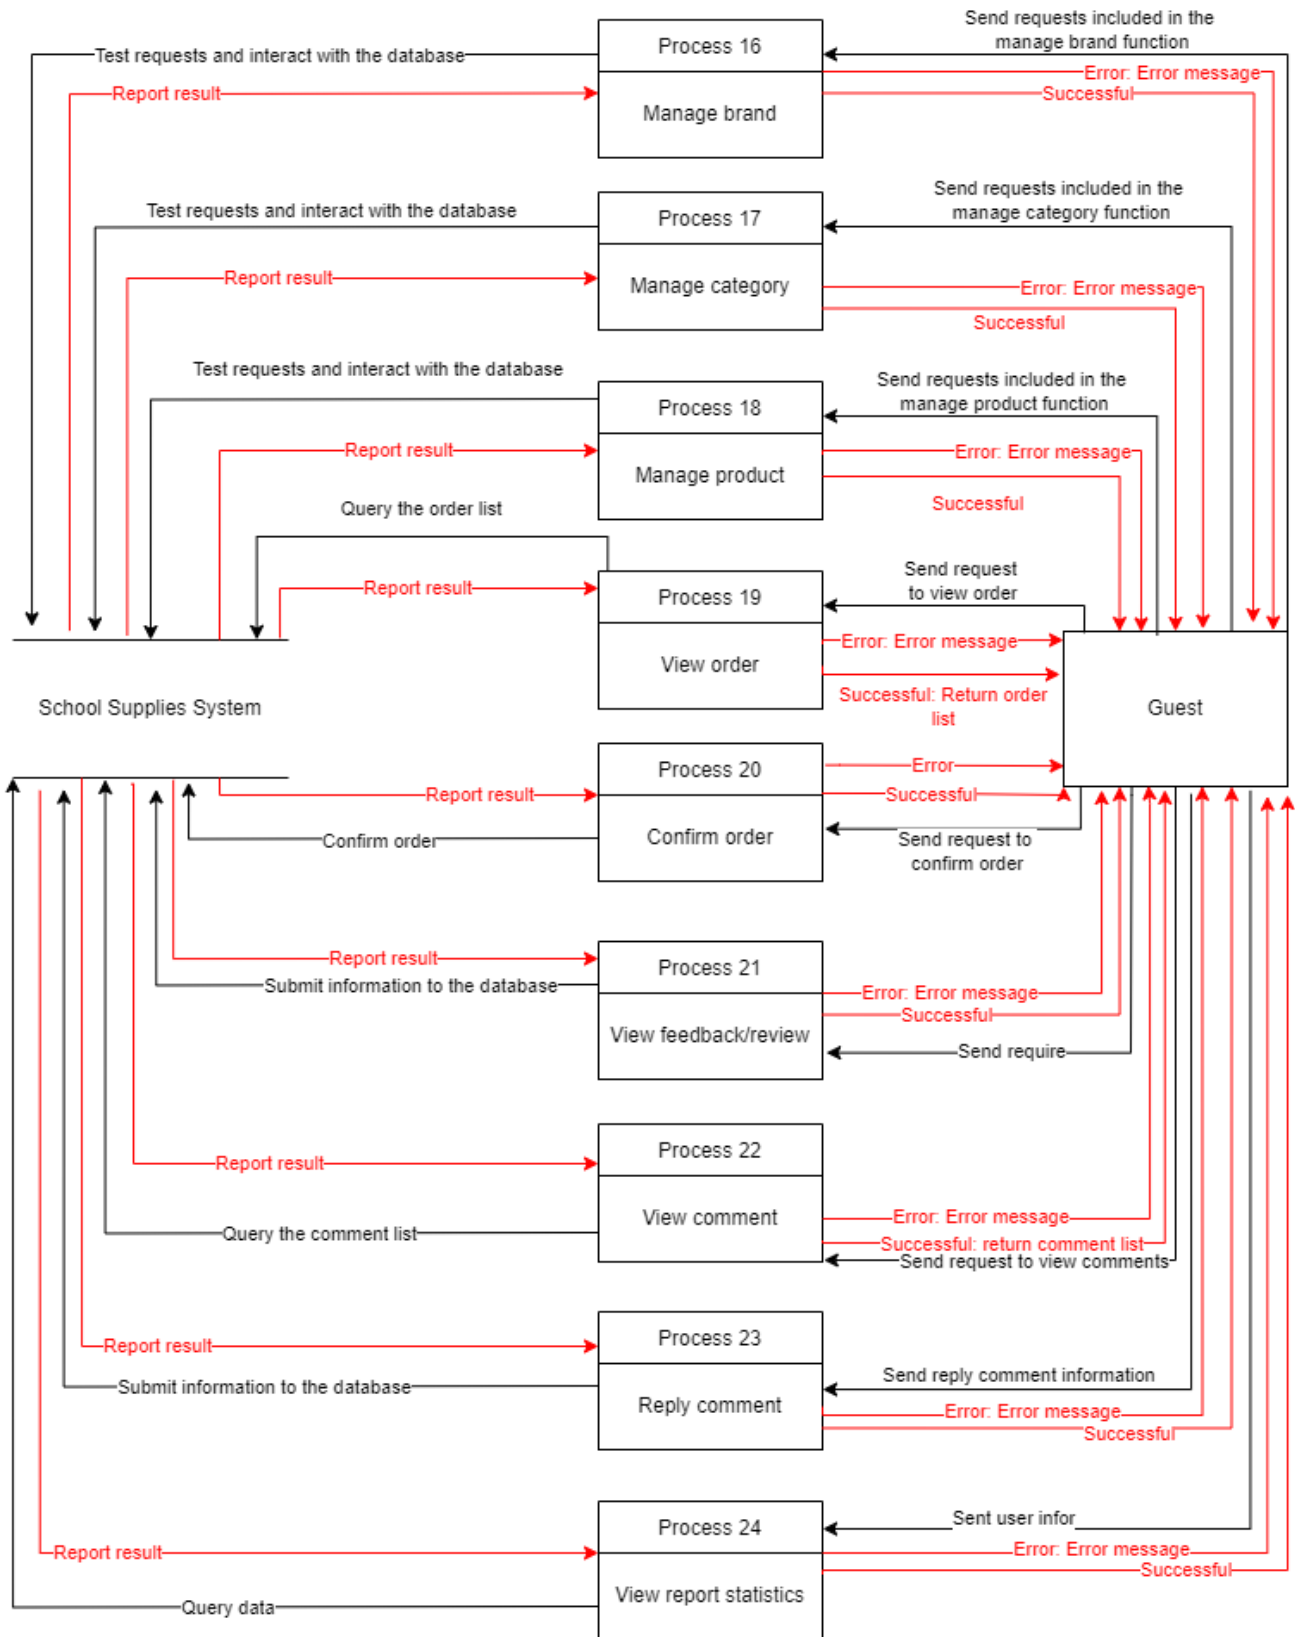 Send requests included in the
manage brand function
Process 16
Test requests and interact with the database
Error: Error message
Report result
Successful
Manage brand
Send requests included in the
manage category function
Test requests and interact with the database
Process 17
Report result
Manage category
Error: Error message
Successful
Test requests and interact with the database
Send requests included in the
manage product function
Process 18
Report result
Error: Error message
Manage product
Successful
Query the order list
Send request
to view order
Report result
Process 19
Error: Error message
View order
Successful: Return order
list
School Supplies System
Guest
Process 20
Error
Report result
Successful
Confirm order
Confirm order
Send request to
confirm order
Report result
Process 21
Submit information to the database
Error: Error message
Successful
View feedback/review
Send require
Process 22
Report result
View comment
Error: Error message
Query the comment list
Successful: return comment list
Send request to view comments
Process 23
Report result
Send reply comment information
Submit information to the database
Reply comment
Error: Error message
Successful
Process 24
Sent user infor
Report result
Error: Error message
Successful
View report statistics
Query data